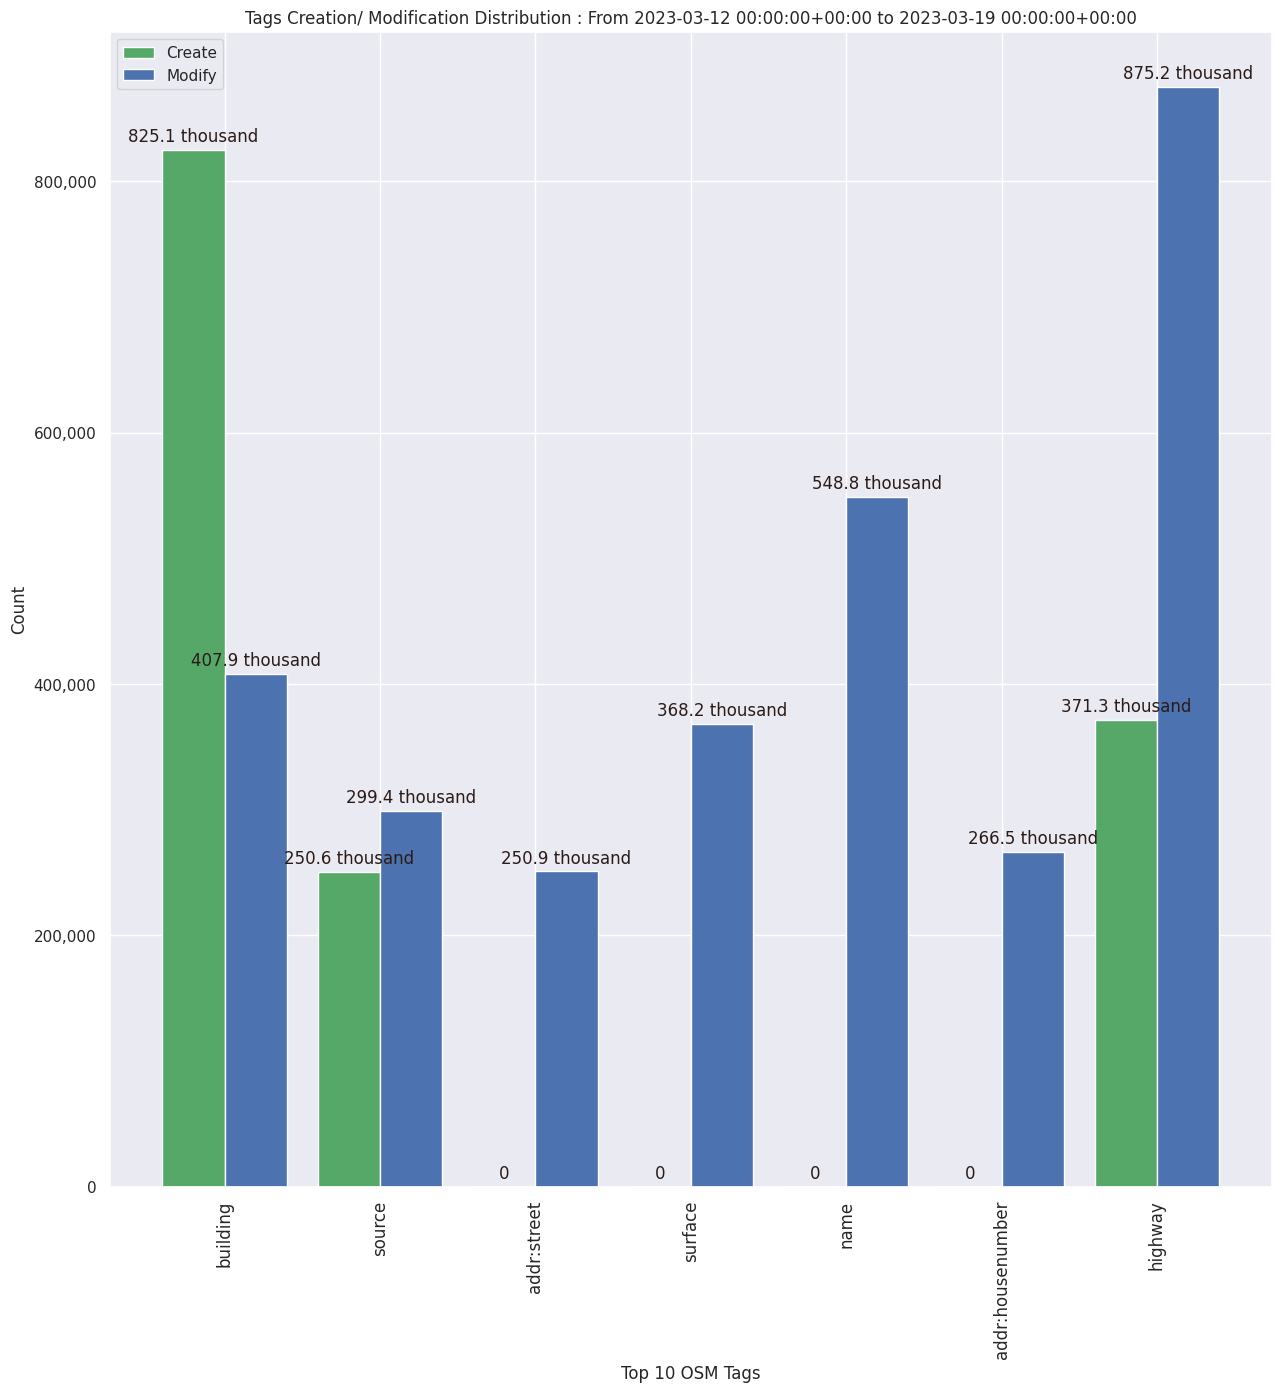 Tags Creation/ Modification Distribution : From 2023-03-12 00:00:00+00:00 to 2023-03-19 00:00:00+00:00
Create
Modify
875.2 thousand
825.1 thousand
800,000
600,000
548.8 thousand
Count
407.9 thousand
400,000
368.2 thousand
371.3 thousand
299.4 thousand
266.5 thousand
250.6 thousand
250.9 thousand
200,000
0
0
0
0
0
building
source
addr:street
surface
name
addr:housenumber
highway
Top 10 OSM Tags